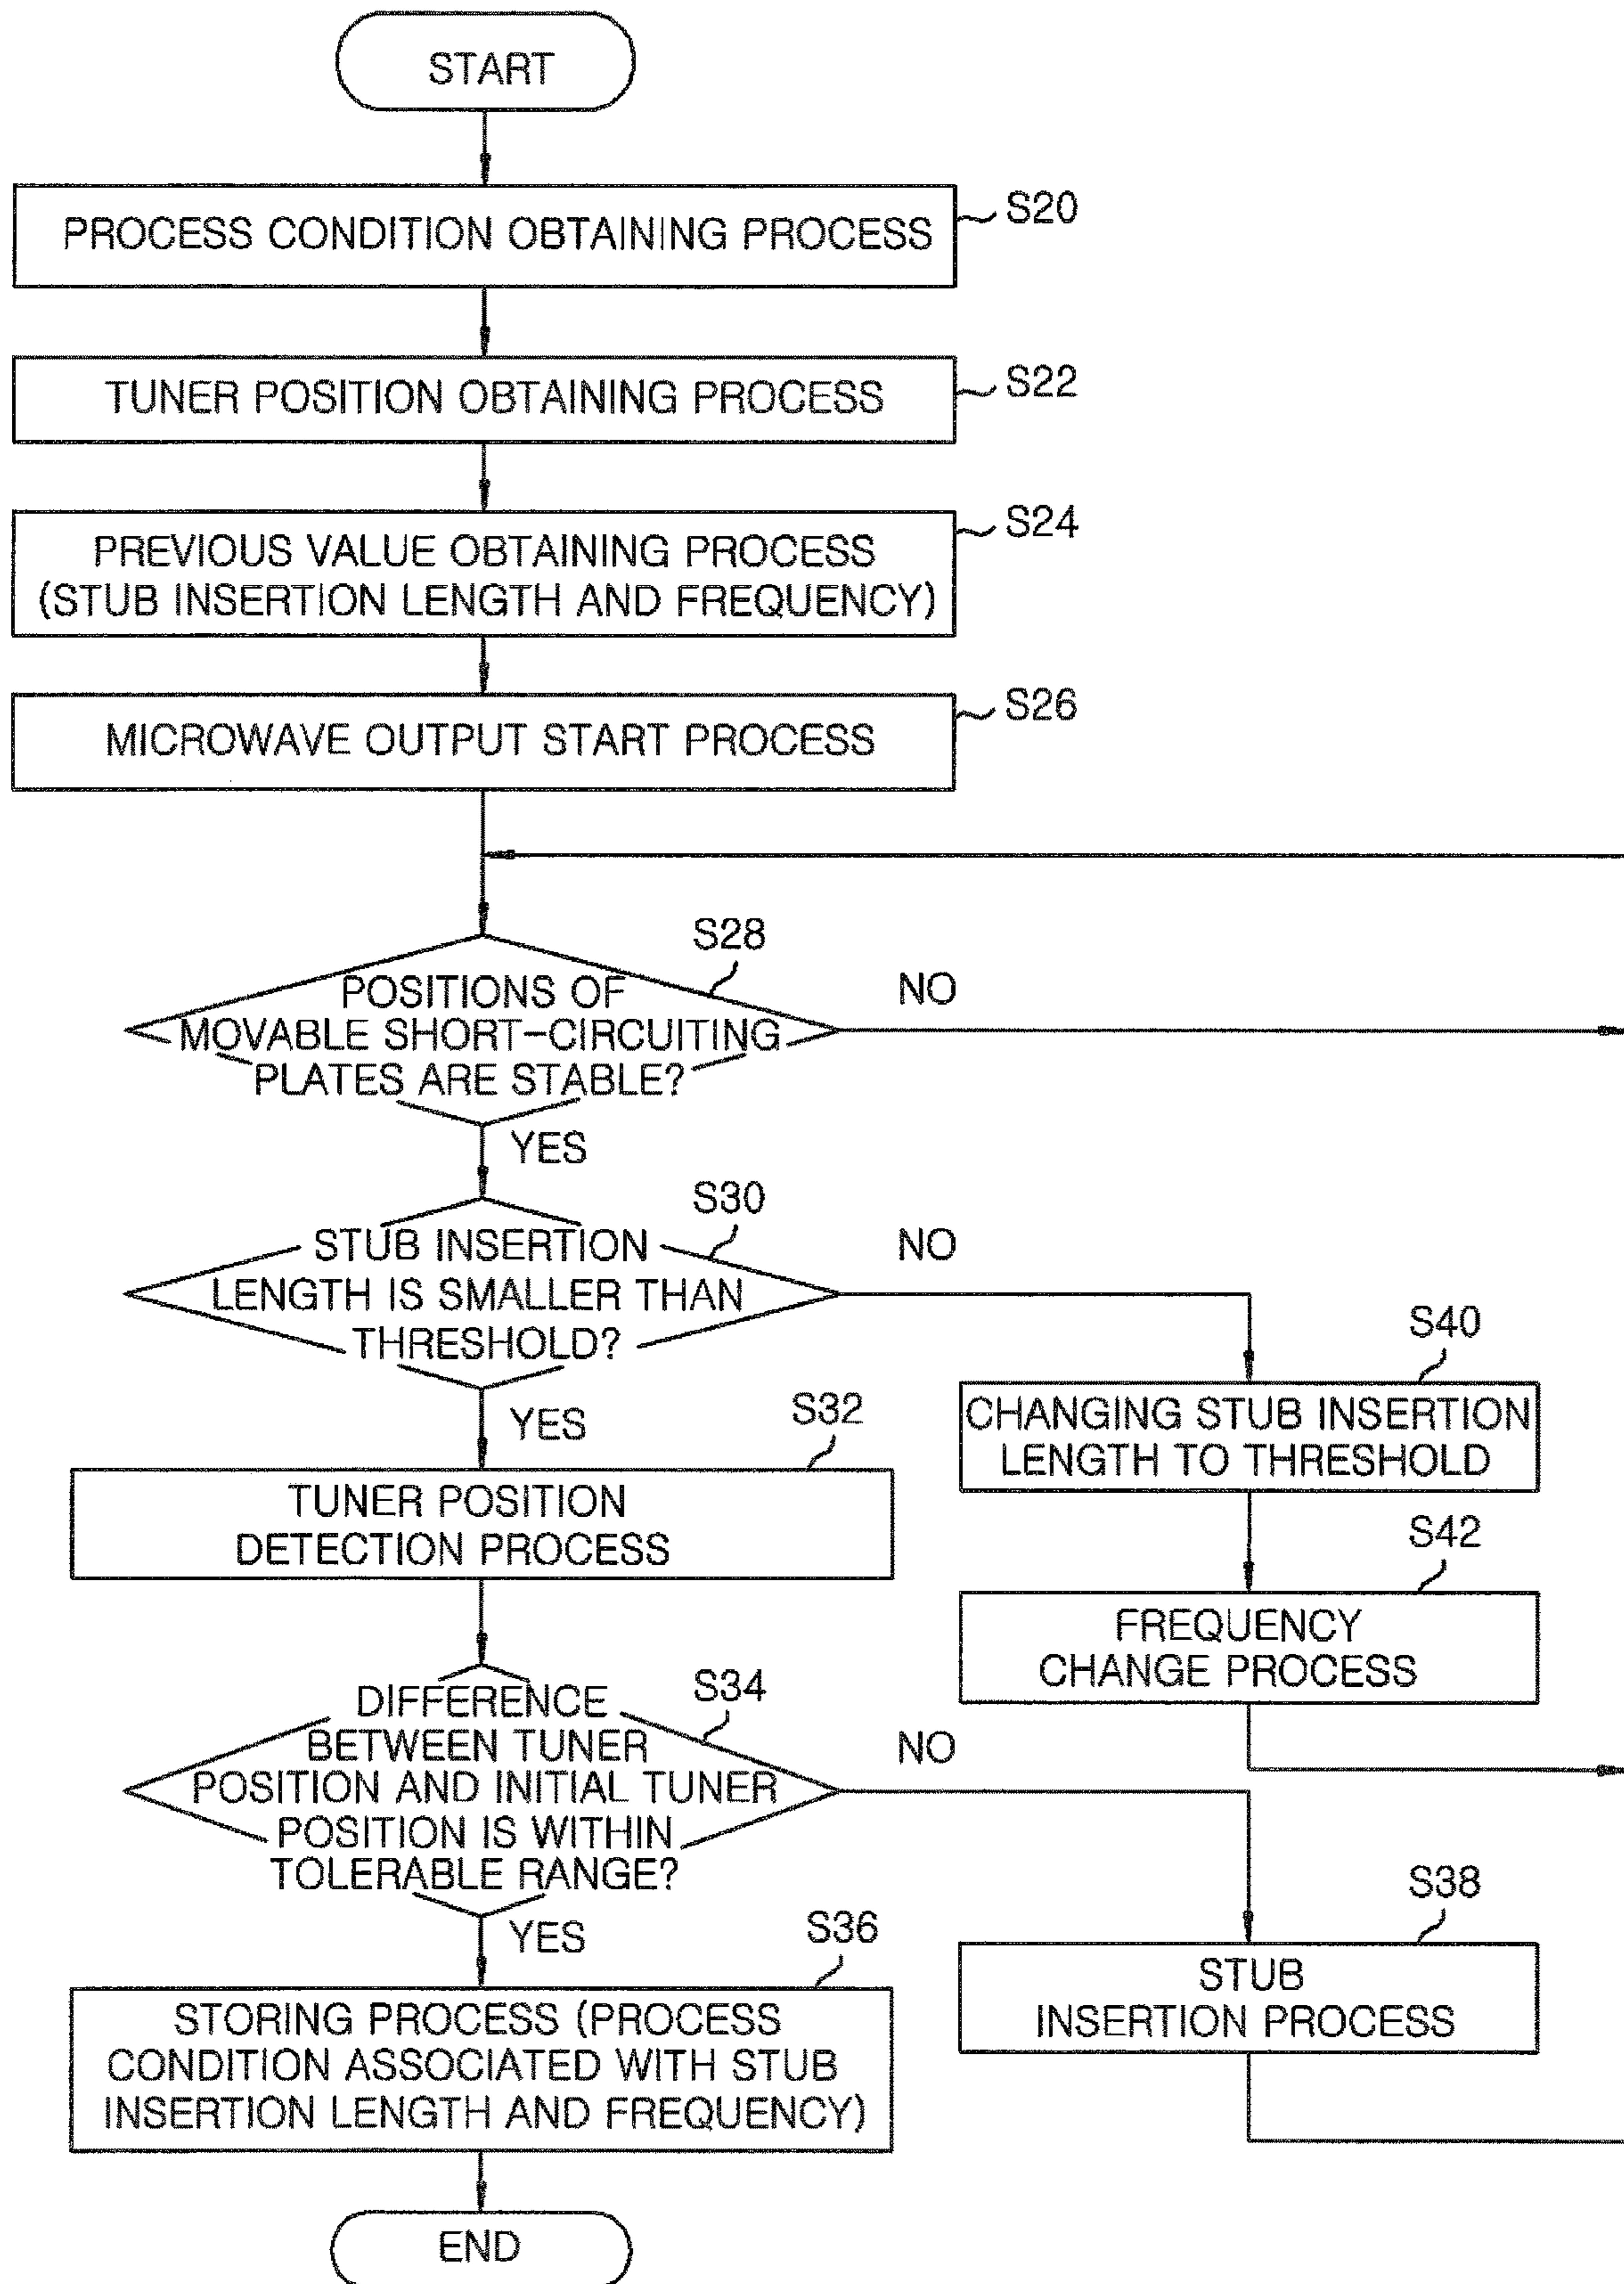 START
PROCESS CONDITION OBTAINING PROCESS
S20
TUNER POSITION OBTAINING PROCESS
S22
PREVIOUS VALUE OBTAINING PROCESS
(STUB INSERTION LENGTH AND FREQUENCY)
S24
MICROWAVE OUTPUT START PROCESS
S26
S28
POSITIONS OF
MOVABLE SHORT-CIRCUITING
PLATES ARE STABLE?
NO
YES
S30
STUB INSERTION
LENGTH IS SMALLER THAN
THRESHOLD?
NO
YES
S40
CHANGING STUB INSERTION
LENGTH TO THRESHOLD
S32
TUNER POSITION
DETECTION PROCESS
S42
FREQUENCY
CHANGE PROCESS
S34
DIFFERENCE
BETWEEN TUNER
POSITION AND INITIAL TUNER
POSITION IS WITHIN
TOLERABLE RANGE?
NO
YES
S38
STUB
INSERTION PROCESS
S36
STORING PROCESS (PROCESS
CONDITION ASSOCIATED WITH STUB
INSERTION LENGTH AND FREQUENCY)
END